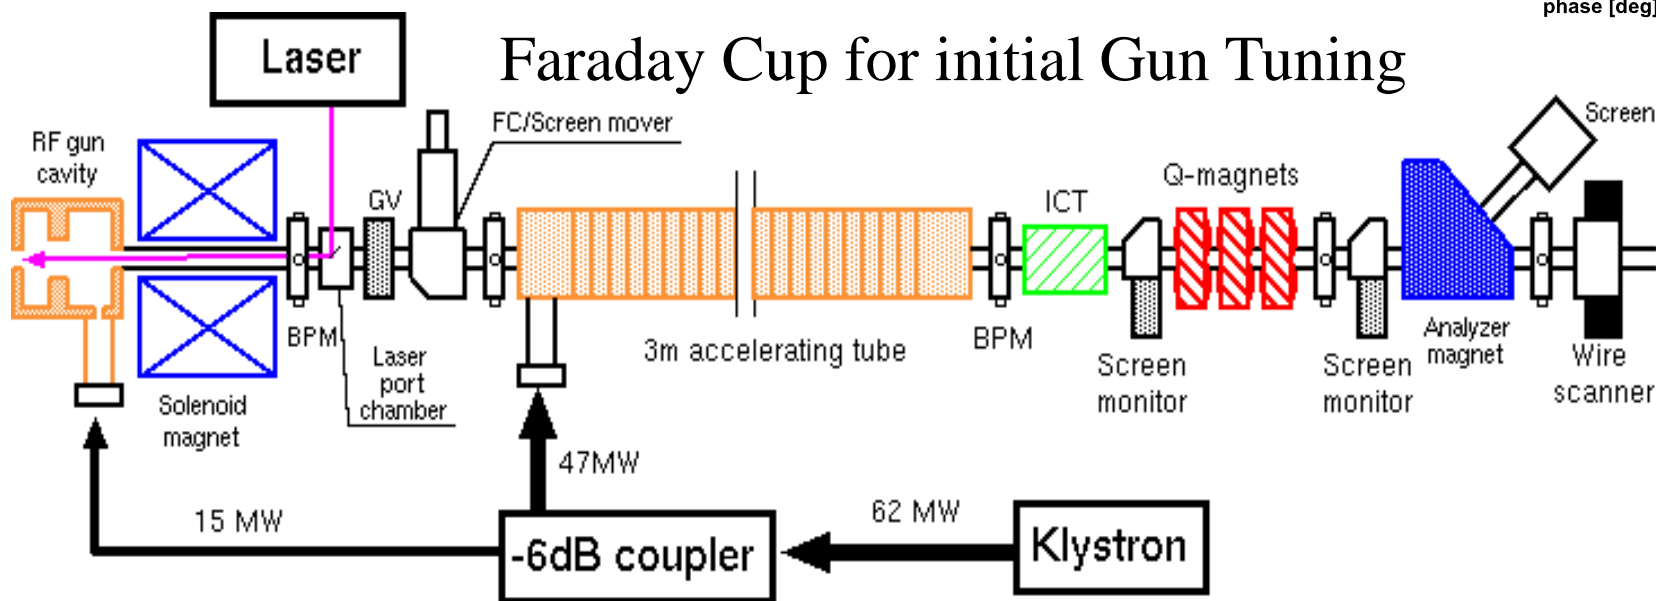 phase [deg]
Laser
Faraday Cup for initial Gun Tuning
FC/Screen mover
Screen
RF gun
cavity
GV
ICT
Q-magnets
BPM
Laser
port
chamber
3m accelerating tube
BPM
Screen
monitor
Screen
monitor
Analyzer
magnet
Wire
scanner
Solenoid
magnet
47MW
15 MW
62 MW
-6dB coupler
Klystron